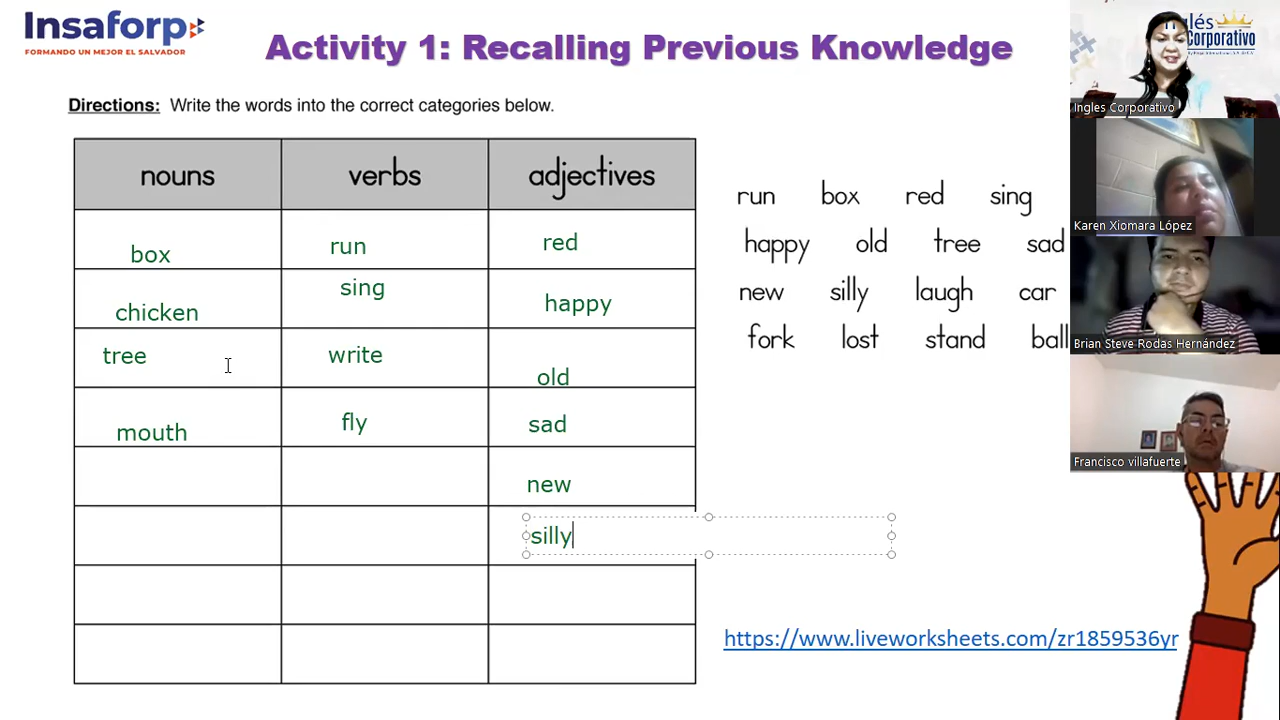 Insaforp
FORMANDO UN MEJOR EL SALVADOR
Activity 1: Recalling Previous Knowledge
Directions: Write the words into the correct categories below.
nouns verbs adjectives
box run red
chicken sing happy
tree write old
mouth fly sad
new
silly
run box red sing
happy old tree sad
new silly laugh car
fork lost stand ball
https://www.liveworksheets.com/zr1859536yr
Inglés
Corporativo
Ingles Corporativo
Karen Xiomara López
Brian Steve Rodas Hernández
Francisco villafuerte